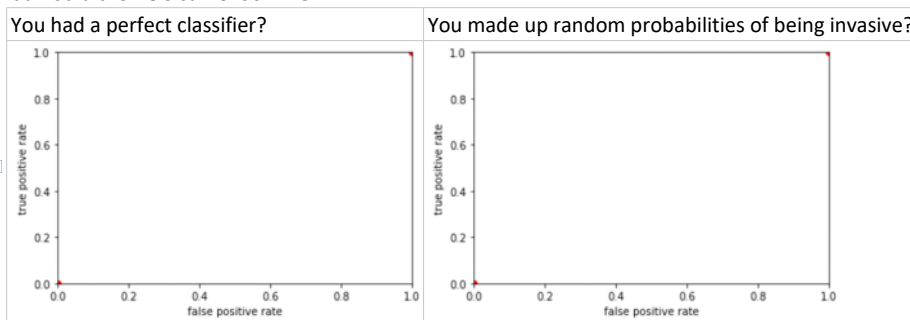 You had a perfect classifier?
You made up random probabilities of being invasive?
1.0
0.8
0.6
0.4
0.2
0.0
true positive rate
0.0 0.2 0.4 0.6 0.8 1.0
false positive rate
1.0
0.8
0.6
0.4
0.2
0.0
true positive rate
0.0 0.2 0.4 0.6 0.8 1.0
false positive rate